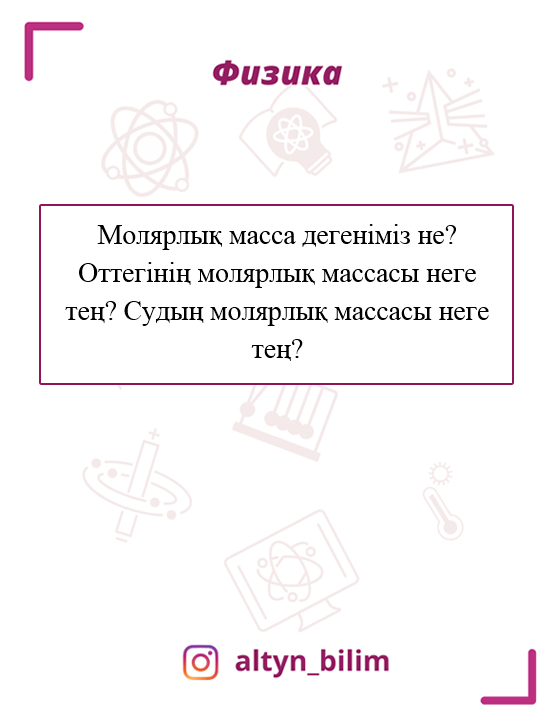 Физика
Молярлық масса дегеніміз не?
Оттегінің молярлық массасы неге
тең? Судың молярлық массасы неге
тең?
altyn_bilim